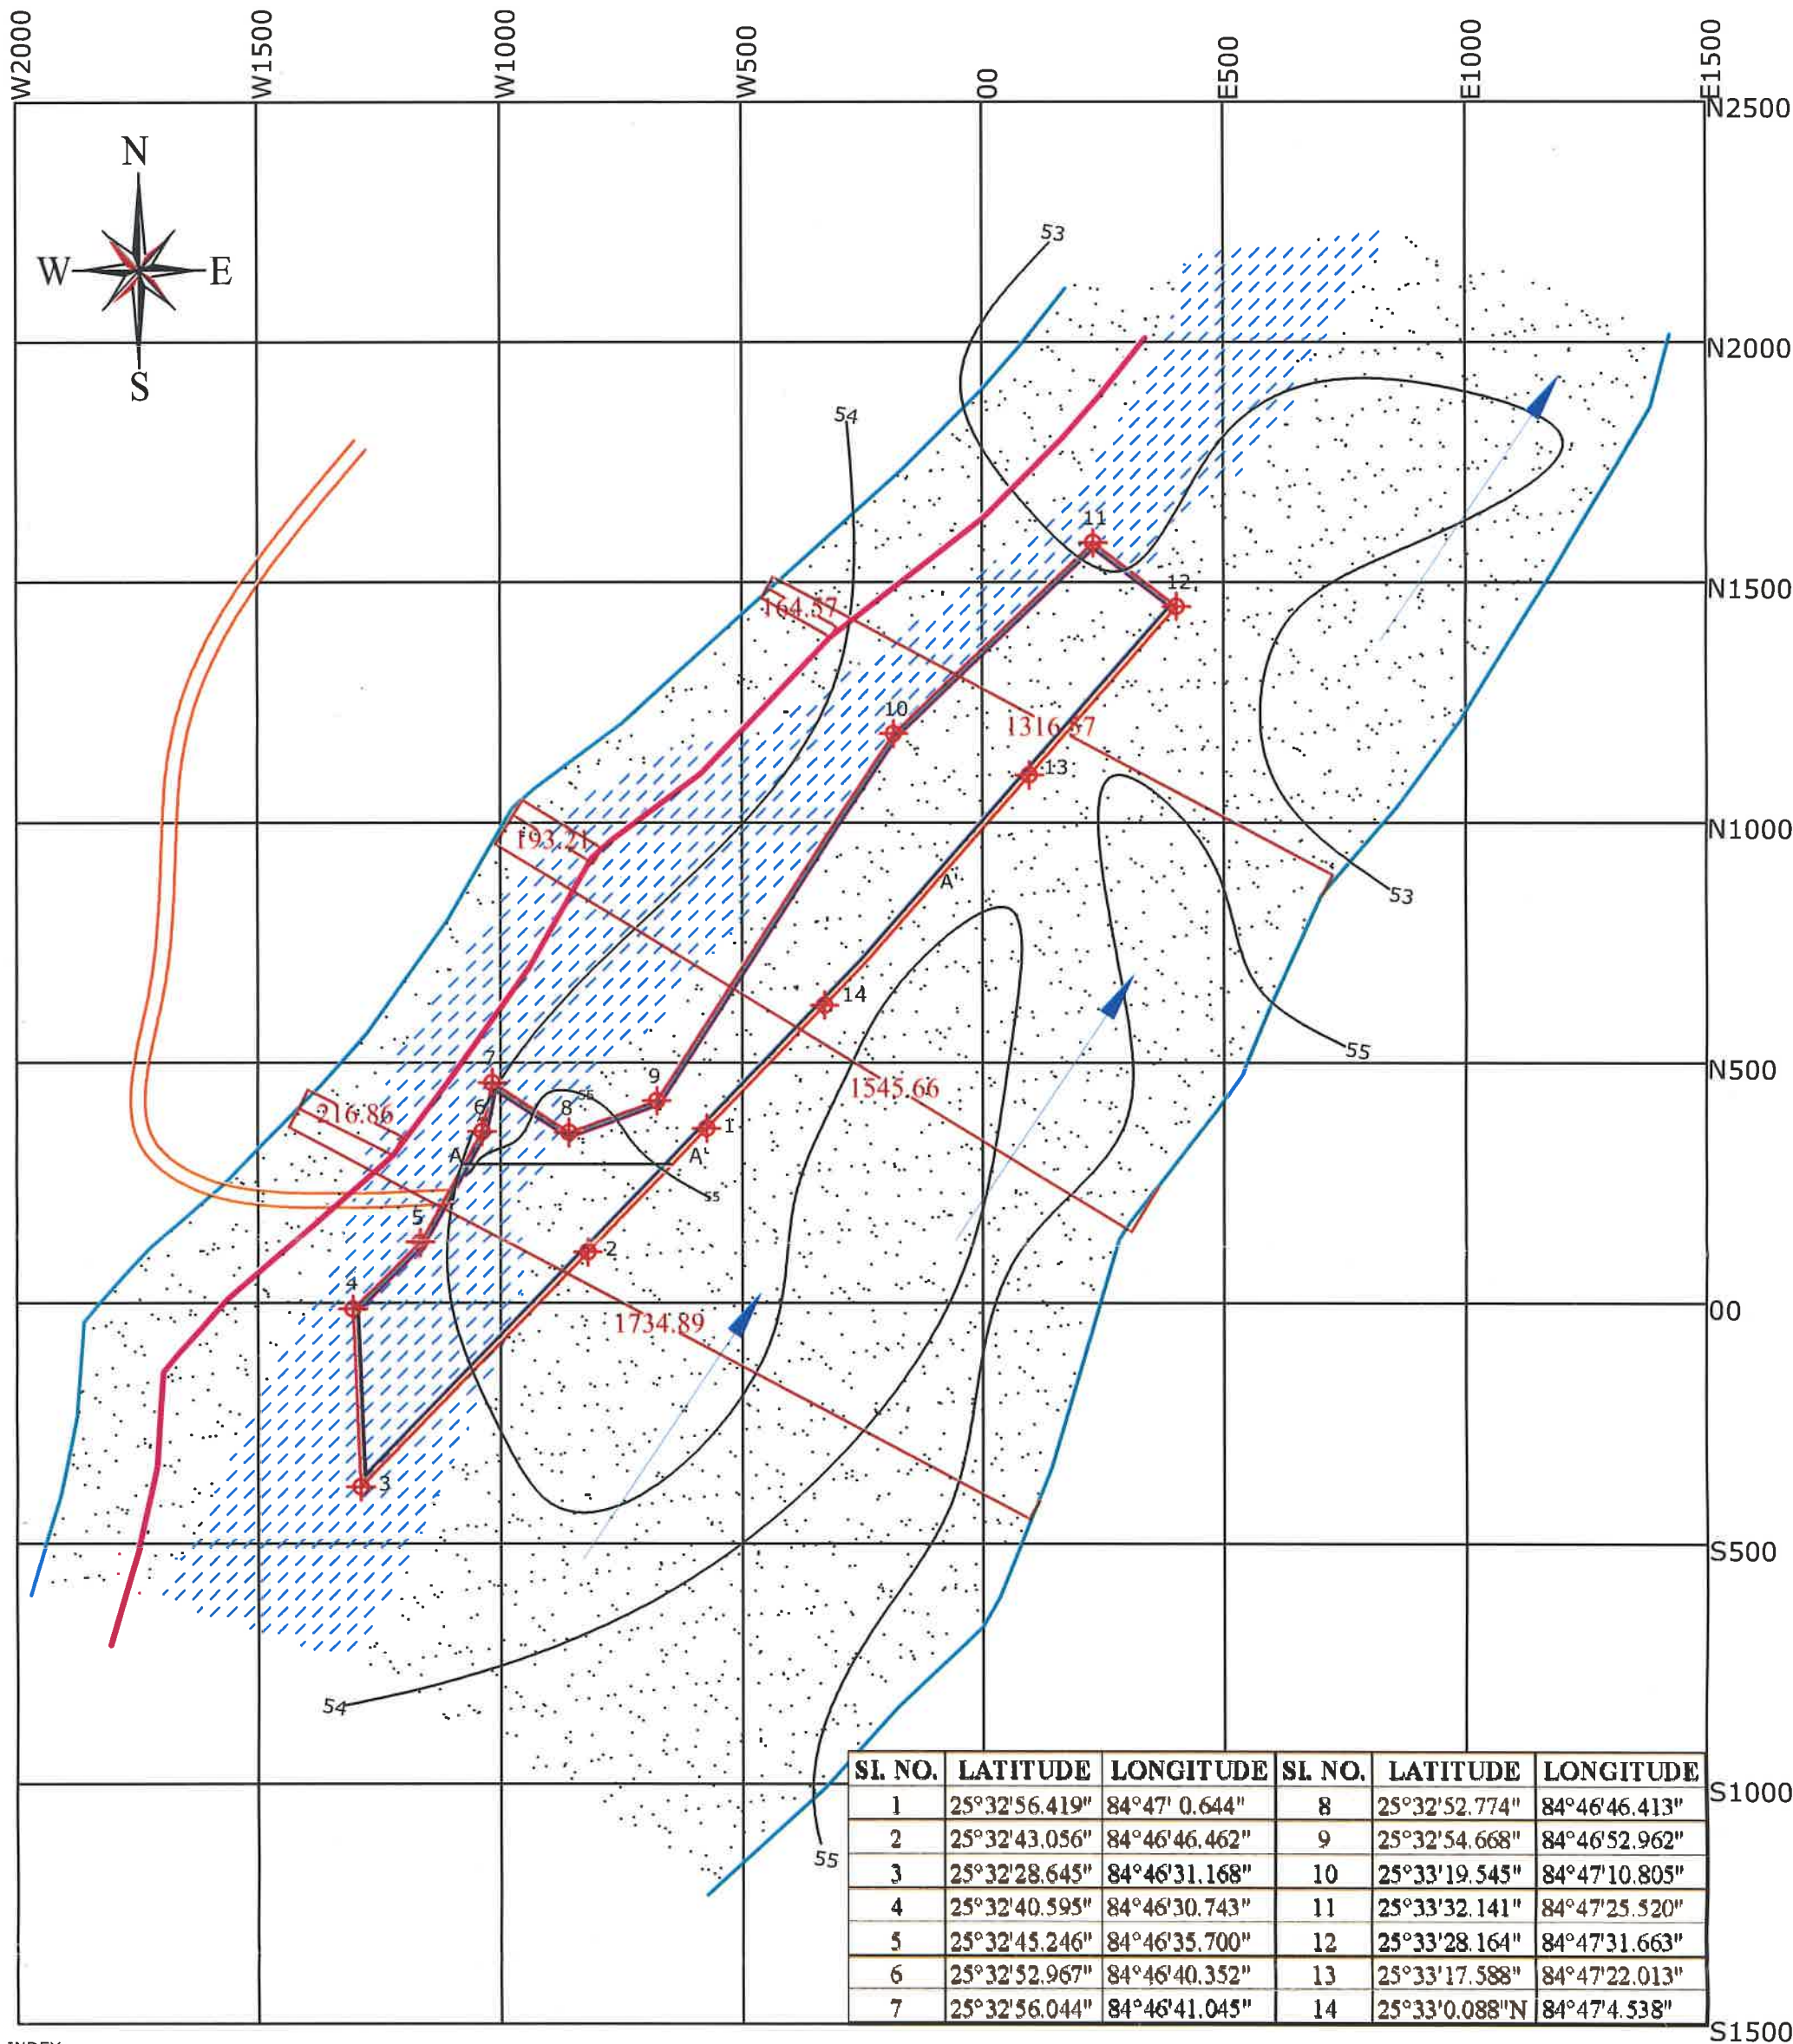 W2000 W1500 W1000 W500 00 E500 E1000 E1500
N2500
N
W E
S
53
N2000
54
11
12
N1500
164.57
10
1316.57
13
N1000
193.21
A'
53
14
55
7
N500
9
1545.66
6
8
55
216.86
1
A A'
55
5
2
4
00
1734.89
3
S500
54
SI. NO. LATITUDE LONGITUDE SI. NO. LATITUDE LONGITUDE
S1000
1 25°32'56.419" 84°47' 0.644" 8 25°32'52.774" 84°46'46.413"
2 25°32'43.056" 84°46'46.462" 9 25°32'54.668" 84°46'52.962"
55
3 25°32'28.645" 84°46'31.168" 10 25°33'19.545" 84°47'10.805"
4 25°32'40.595" 84°46'30.743" 11 25°33'32.141" 84°47'25.520"
5 25°32'45.246" 84°46'35.700" 12 25°33'28.164" 84°47'31.663"
6 25°32'52.967" 84°46'40.352" 13 25°33'17.588" 84°47'22.013"
7 25°32'56.044" 84°46'41.045" 14 25°33'0.088"N 84°47'4.538"
S1500